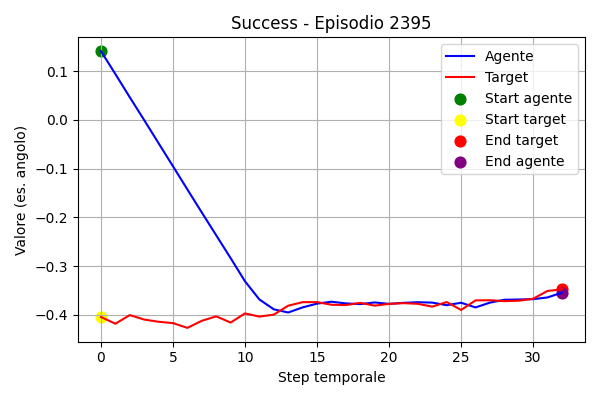 Success - Episodio 2395
Valore (es. angolo)
0.1
0.0
−0.1
−0.2
−0.3
−0.4
Agente
Target
Start agente
Start target
End target
End agente
0 5 10 15 20 25 30
Step temporale